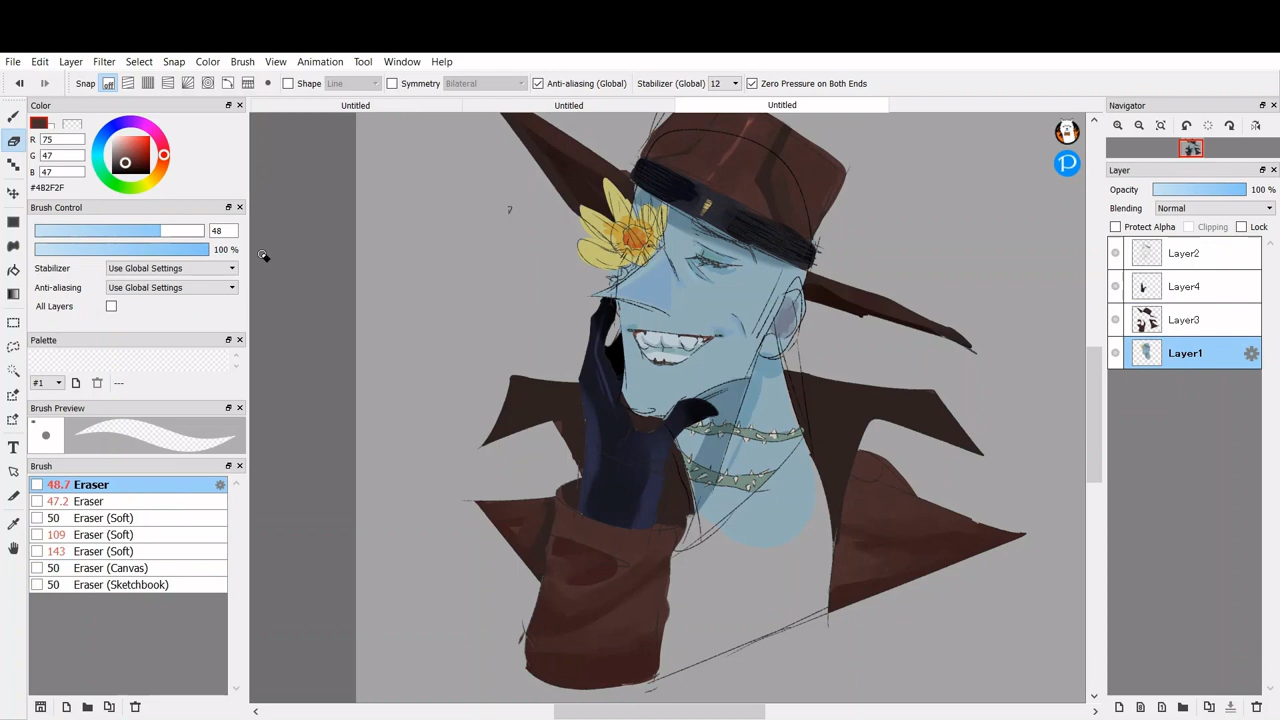 File Edit Layer Filter Select Snap Color Brush View Animation Tool Window Help
Snap off Shape Line Symmetry Bilateral Anti-aliasing (Global) Stabilizer (Global) 12 Zero Pressure on Both Ends
Color
Untitled
Untitled
Untitled
Navigator
R 75
G 47
B 47
#4B2F2F
Brush Control
48
100 %
Stabilizer Use Global Settings
Anti-aliasing Use Global Settings
All Layers
Palette
#1 ---
Brush Preview
Brush
48.7 Eraser
47.2 Eraser
50 Eraser (Soft)
109 Eraser (Soft)
143 Eraser (Soft)
50 Eraser (Canvas)
50 Eraser (Sketchbook)
P
Layer
Opacity 100 %
Blending Normal
Protect Alpha Clipping Lock
Layer2
Layer4
Layer3
Layer1